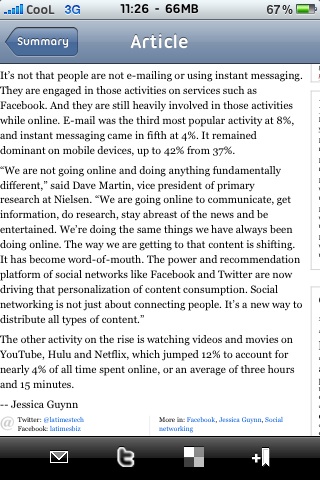 CooL 3G 11:26 - 66MB 67%
Summary Article
It's not that people are not e-mailing or using instant messaging.
They are engaged in those activities on services such as
Facebook. And they are still heavily involved in those activities
while online. E-mail was the third most popular activity at 8%,
and instant messaging came in fifth at 4%. It remained
dominant on mobile devices, up to 42% from 37%.
“We are not going online and doing anything fundamentally
different,” said Dave Martin, vice president of primary
research at Nielsen. “We are going online to communicate, get
information, do research, stay abreast of the news and be
entertained. We're doing the same things we have always been
doing online. The way we are getting to that content is shifting.
It has become word-of-mouth. The power and recommendation
platform of social networks like Facebook and Twitter are now
driving that personalization of content consumption. Social
networking is not just about connecting people. It's a new way to
distribute all types of content.”
The other activity on the rise is watching videos and movies on
YouTube, Hulu and Netflix, which jumped 12% to account for
nearly 4% of all time spent online, or an average of three hours
and 15 minutes.
-- Jessica Guynn
@ Twitter: @latimestech
Facebook: latimesbiz
More in: Facebook, Jessica Guynn, Social
networking